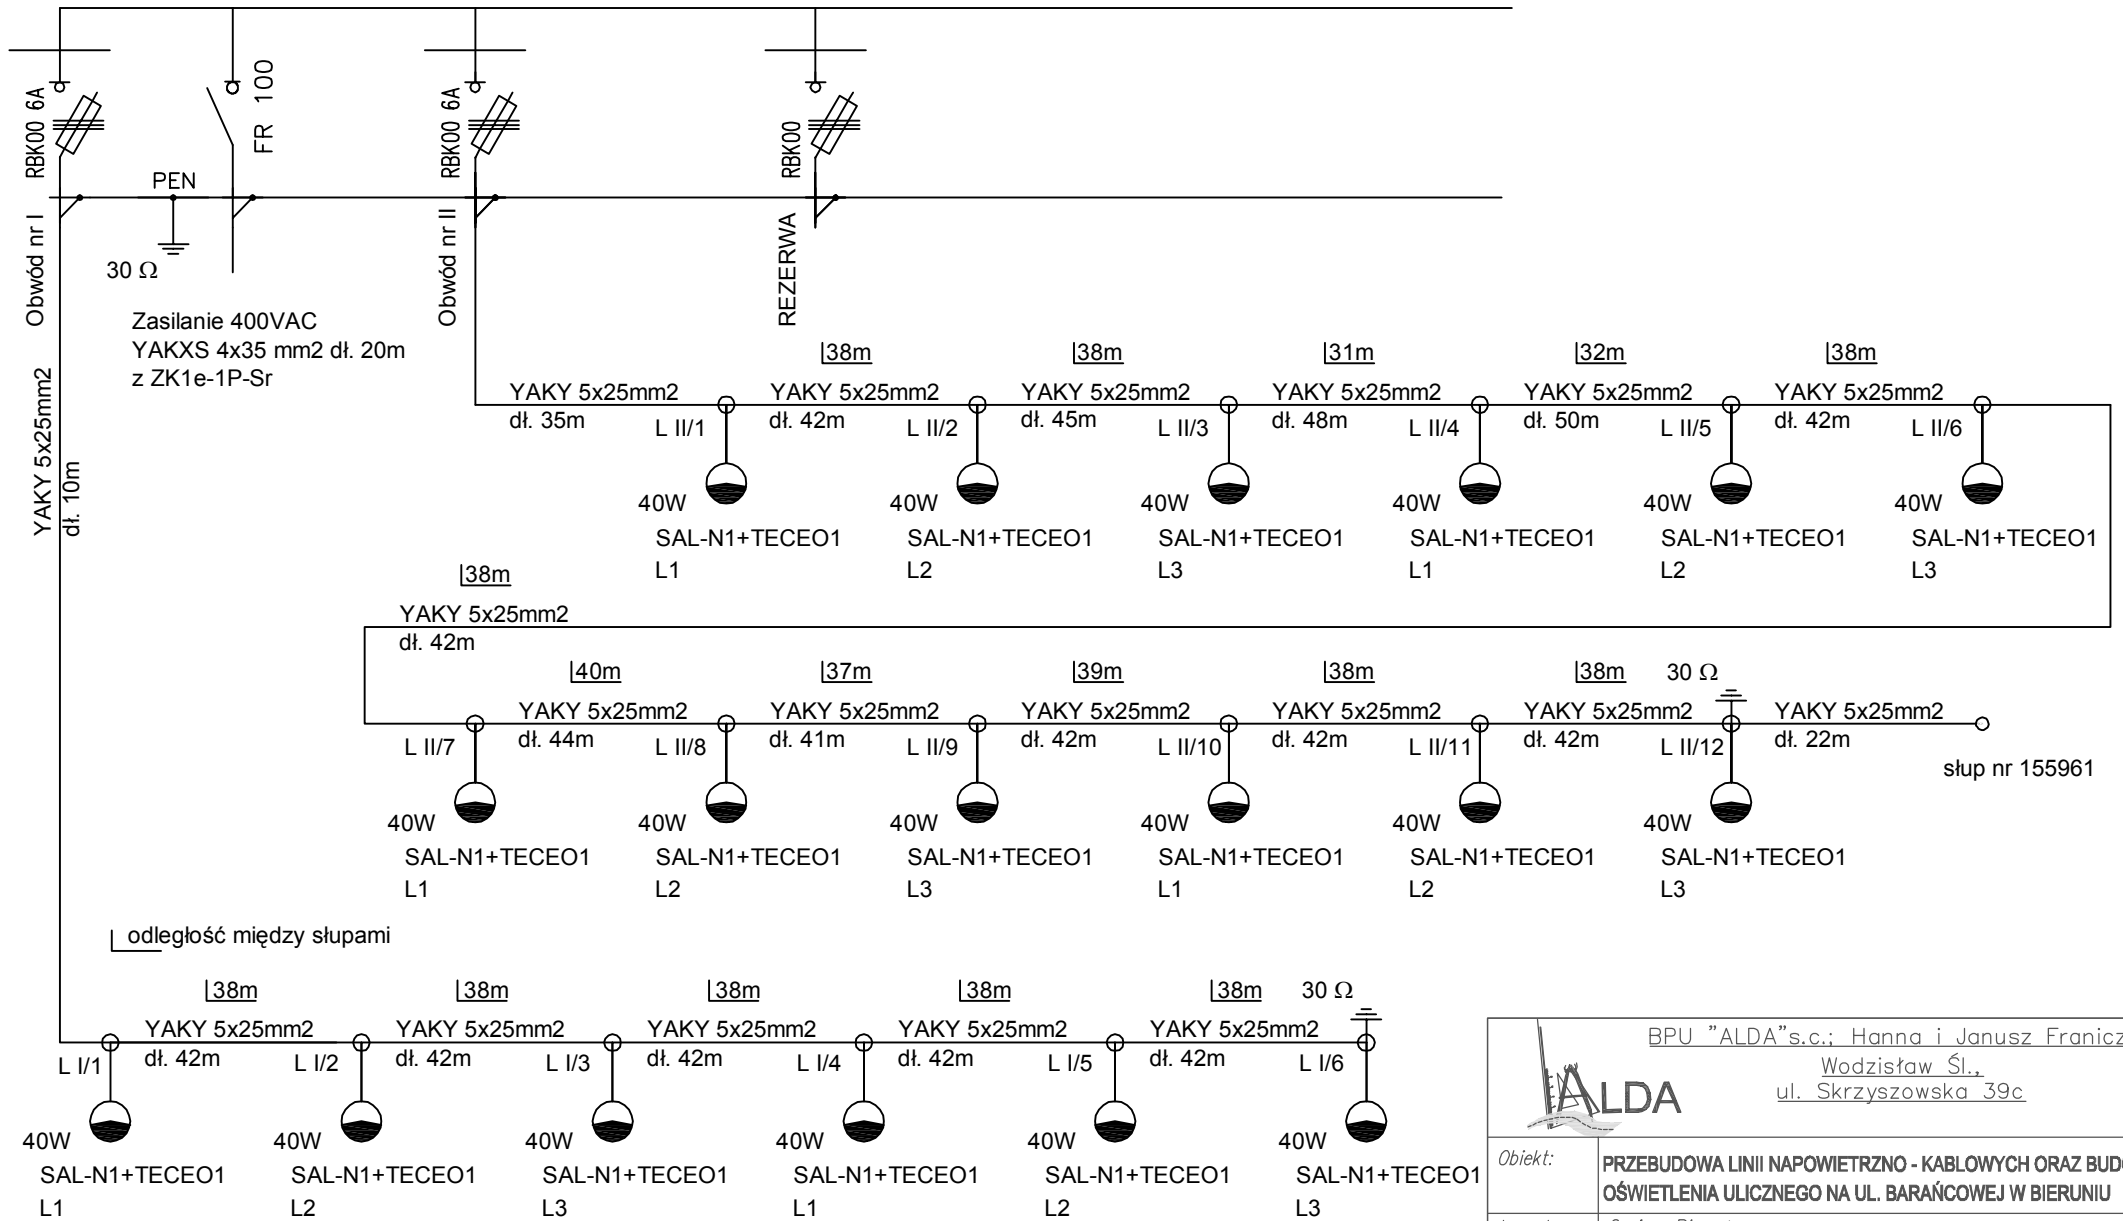 RBK00 6A
FR 100
RBK00 6A
RBK00
PEN
30 Ω
Obwód nr I
Obwód nr II
REZERWA
Zasilanie 400VAC
YAKXS 4x35 mm2 dł. 20m
z ZK1e-1P-Sr
YAKY 5x25mm2
dł. 10m
38m
38m
31m
32m
38m
YAKY 5x25mm2
YAKY 5x25mm2
YAKY 5x25mm2
YAKY 5x25mm2
YAKY 5x25mm2
YAKY 5x25mm2
dł. 35m
L II/1
dł. 42m
L II/2
dł. 45m
L II/3
dł. 48m
L II/4
dł. 50m
L II/5
dł. 42m
L II/6
40W
40W
40W
40W
40W
40W
SAL-N1+TECEO1
SAL-N1+TECEO1
SAL-N1+TECEO1
SAL-N1+TECEO1
SAL-N1+TECEO1
SAL-N1+TECEO1
L1
L2
L3
L1
L2
L3
38m
YAKY 5x25mm2
dł. 42m
40m
37m
39m
38m
38m
30 Ω
YAKY 5x25mm2
YAKY 5x25mm2
YAKY 5x25mm2
YAKY 5x25mm2
YAKY 5x25mm2
YAKY 5x25mm2
L II/7
dł. 44m
L II/8
dł. 41m
L II/9
dł. 42m
L II/10
dł. 42m
L II/11
dł. 42m
L II/12
dł. 22m
słup nr 155961
40W
40W
40W
40W
40W
40W
SAL-N1+TECEO1
SAL-N1+TECEO1
SAL-N1+TECEO1
SAL-N1+TECEO1
SAL-N1+TECEO1
SAL-N1+TECEO1
L1
L2
L3
L1
L2
L3
odległość między słupami
38m
38m
38m
38m
38m
30 Ω
YAKY 5x25mm2
YAKY 5x25mm2
YAKY 5x25mm2
YAKY 5x25mm2
YAKY 5x25mm2
L I/1
dł. 42m
L I/2
dł. 42m
L I/3
dł. 42m
L I/4
dł. 42m
L I/5
dł. 42m
L I/6
40W
40W
40W
40W
40W
40W
SAL-N1+TECEO1
SAL-N1+TECEO1
SAL-N1+TECEO1
SAL-N1+TECEO1
SAL-N1+TECEO1
SAL-N1+TECEO1
L1
L2
L3
L1
L2
L3
ALDA
BPU "ALDA"s.c.; Hanna i Janusz Franicz
Wodzisław Śl.,
ul. Skrzyszowska 39c
Obiekt:
PRZEBUDOWA LINII NAPOWIETRZNO - KABLOWYCH ORAZ BUD
OŚWIETLENIA ULICZNEGO NA UL. BARAŃCOWEJ W BIERUNIU